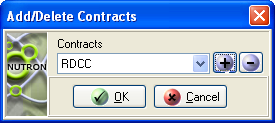 Add/Delete Contracts
Contracts
NUTRON
RDCC
OK
Cancel